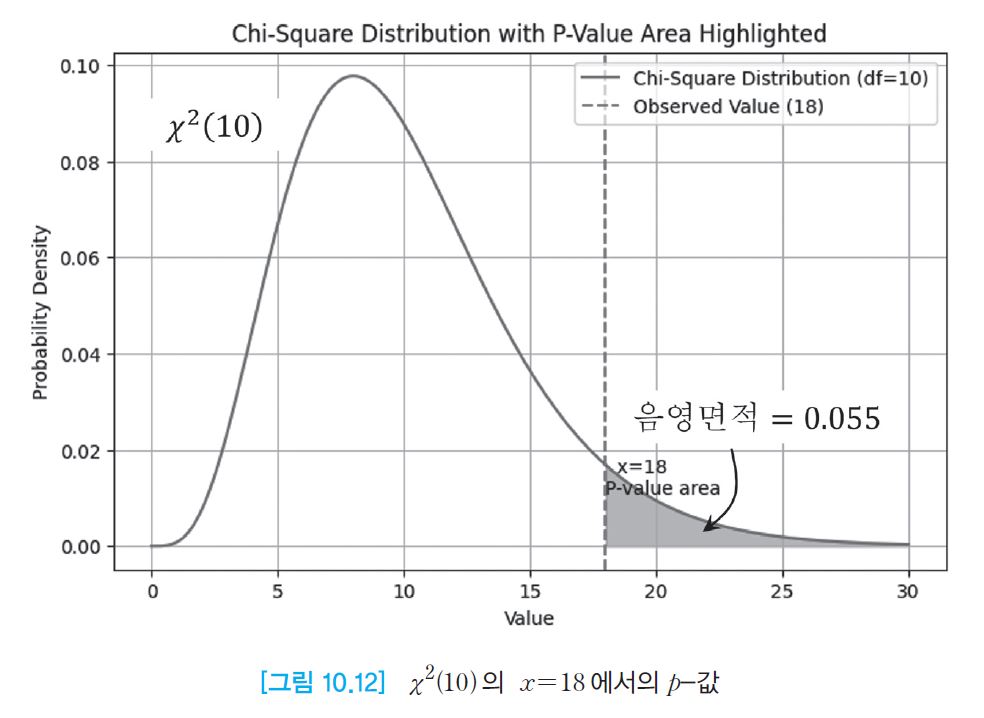 Chi-Square Distribution with P-Value Area Highlighted
Chi-Square Distribution (df=10)
Observed Value (18)
χ²(10)
0.10
0.08
0.06
0.04
0.02
0.00
Probability Density
음영면적 = 0.055
x=18
P-value area
0 5 10 15 20 25 30
Value
[그림 10.12] χ²(10)의 x=18에서의 p-값